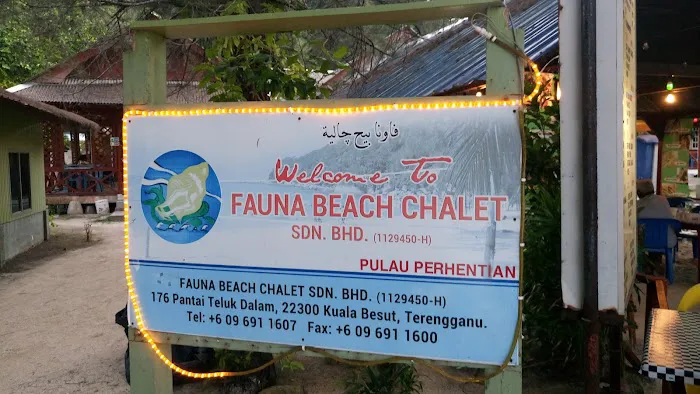 فاونا بيچ چالية
Welcome To
FAUNA BEACH CHALET
SDN. BHD. (1129450-H)
PULAU PERHENTIAN
FAUNA BEACH CHALET SDN. BHD. (1129450-H)
176 Pantai Teluk Dalam, 22300 Kuala Besut, Terengganu.
Tel: +6 09 691 1607 Fax: +6 09 691 1600